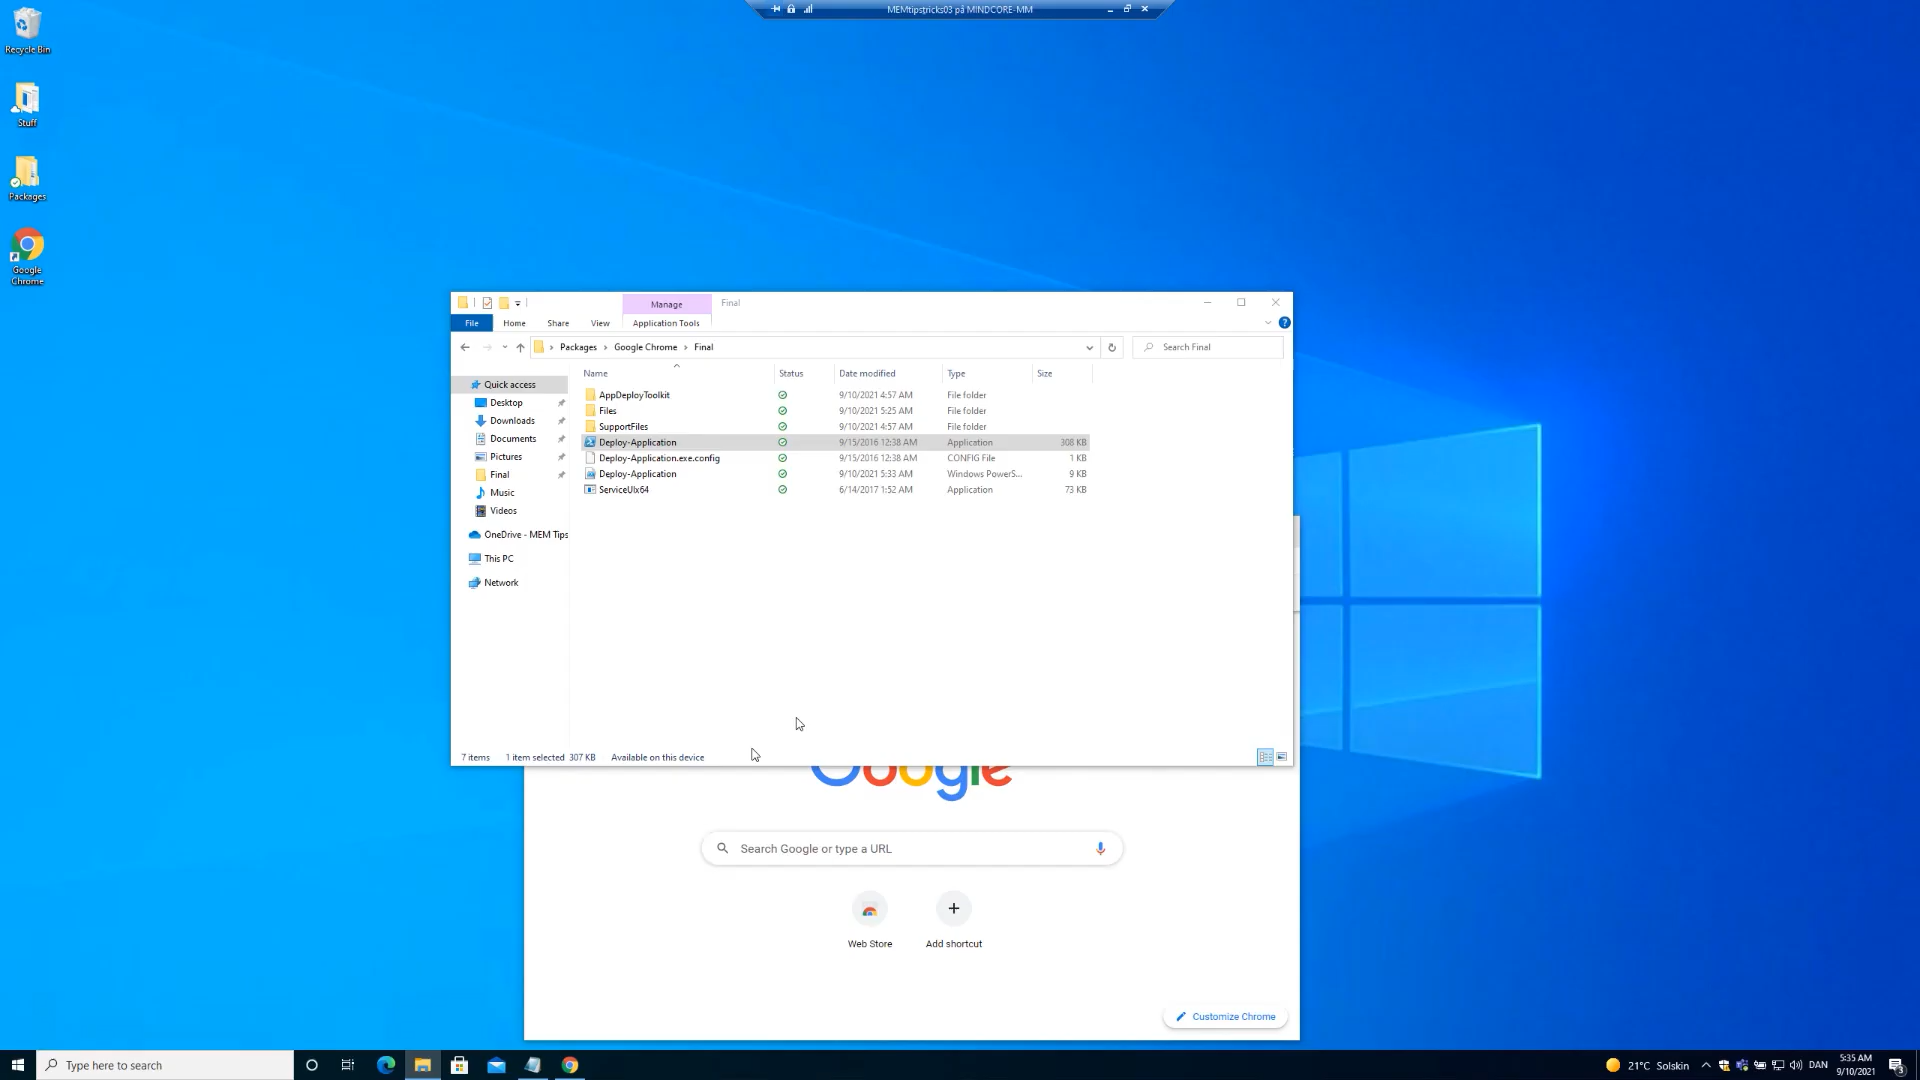 MEMtipstricks03 på MINDCORE-MM
Recycle Bin
Stuff
Packages
Google
Chrome
Manage
Final
File
Home
Share
View
Application Tools
Packages
Google Chrome
Final
Search Final
Name
Status
Date modified
Type
Size
Quick access
Desktop
Downloads
Documents
Pictures
Final
Music
Videos
OneDrive - MEM Tips
This PC
Network
AppDeployToolkit 9/10/2021 4:57 AM File folder
Files 9/10/2021 5:25 AM File folder
SupportFiles 9/10/2021 4:57 AM File folder
Deploy-Application 9/15/2016 12:38 AM Application 308 KB
Deploy-Application.exe.config 9/15/2016 12:38 AM CONFIG File 1 KB
Deploy-Application 9/10/2021 5:33 AM Windows PowerS... 9 KB
ServiceUIx64 6/14/2017 1:52 AM Application 73 KB
7 items 1 item selected 307 KB Available on this device
Google
Search Google or type a URL
Web Store
Add shortcut
Customize Chrome
Type here to search
21°C Solskin
DAN
5:35 AM
9/10/2021
3